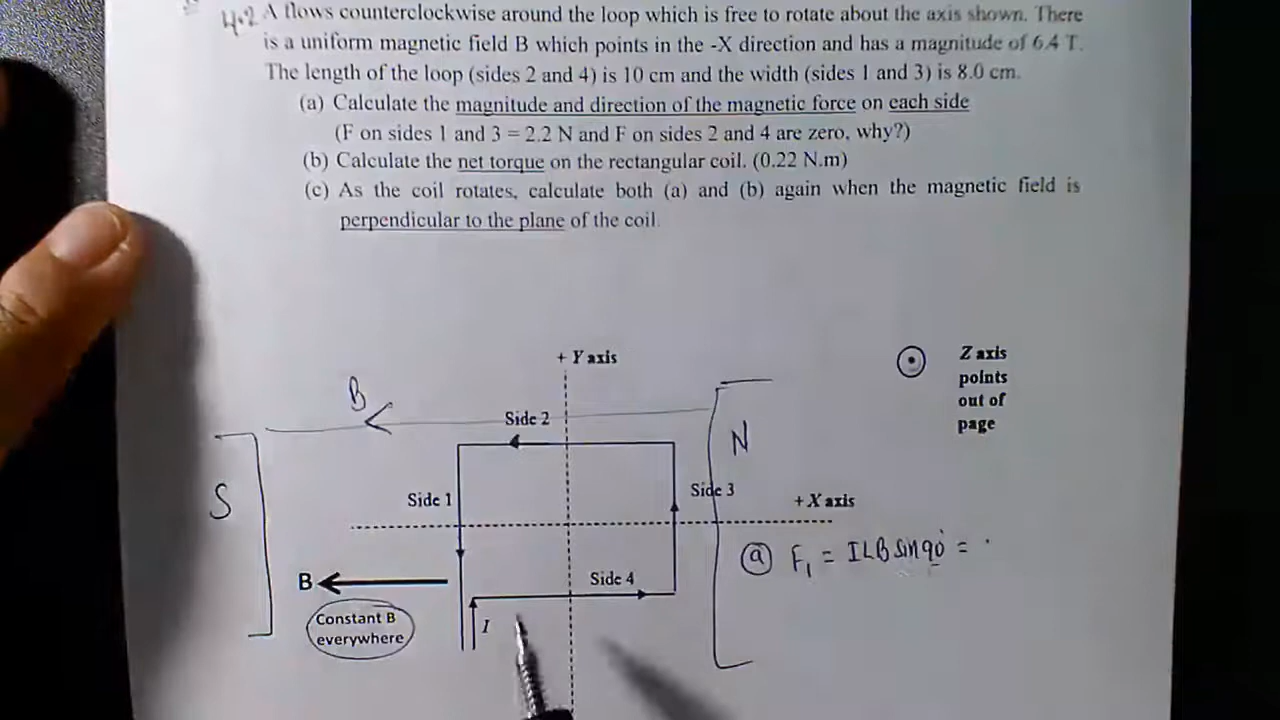 4.2 A flows counterclockwise around the loop which is free to rotate about the axis shown. There
is a uniform magnetic field B which points in the -X direction and has a magnitude of 6.4 T.
The length of the loop (sides 2 and 4) is 10 cm and the width (sides 1 and 3) is 8.0 cm.
(a) Calculate the magnitude and direction of the magnetic force on each side
(F on sides 1 and 3 = 2.2 N and F on sides 2 and 4 are zero, why?)
(b) Calculate the net torque on the rectangular coil. (0.22 N.m)
(c) As the coil rotates, calculate both (a) and (b) again when the magnetic field is
perpendicular to the plane of the coil.
+ Y axis
Z axis
points
out of
page
B
Side 2
N
S
Side 1
Side 3
+ X axis
(a) F1 = ILB Sin 90° =
B
Side 4
Constant B
everywhere
I